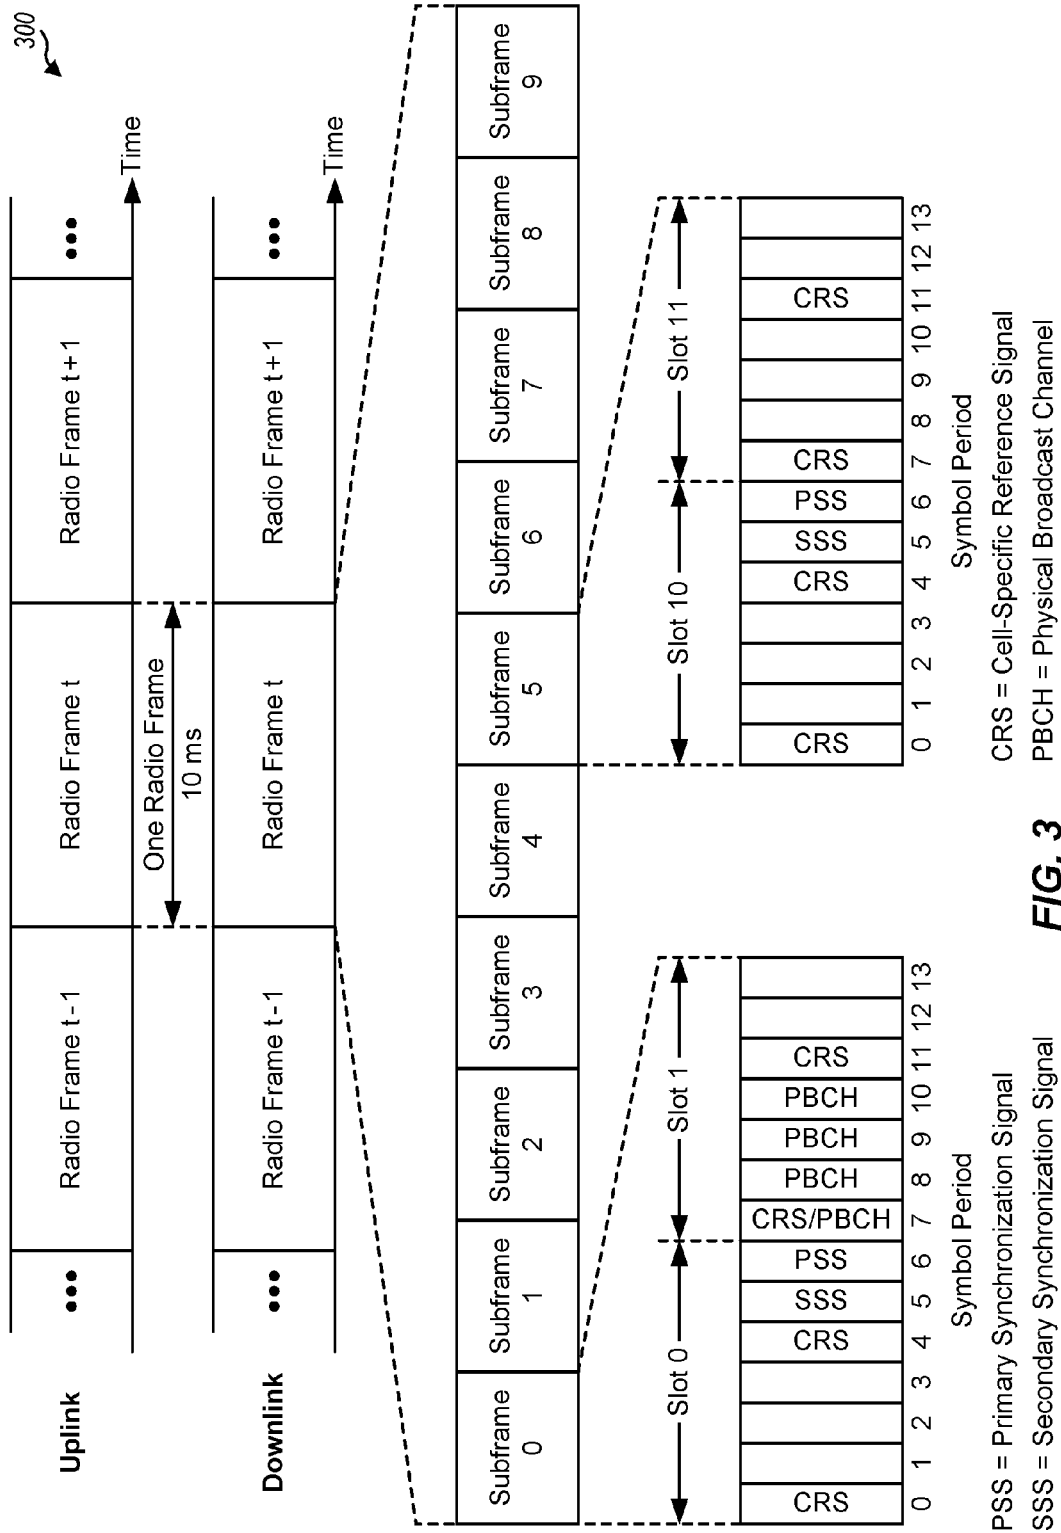 300
Uplink
••• Radio Frame t-1 Radio Frame t Radio Frame t+1 •••
Time
One Radio Frame
10 ms
Downlink
••• Radio Frame t-1 Radio Frame t Radio Frame t+1 •••
Time
Subframe 0
Subframe 1
Subframe 2
Subframe 3
Subframe 4
Subframe 5
Subframe 6
Subframe 7
Subframe 8
Subframe 9
Slot 0 Slot 1
CRS CRS SSS PSS CRS/PBCH PBCH PBCH PBCH CRS
0 1 2 3 4 5 6 7 8 9 10 11 12 13
Symbol Period
Slot 10 Slot 11
CRS CRS SSS PSS CRS CRS
0 1 2 3 4 5 6 7 8 9 10 11 12 13
Symbol Period
PSS = Primary Synchronization Signal
SSS = Secondary Synchronization Signal
CRS = Cell-Specific Reference Signal
PBCH = Physical Broadcast Channel
FIG. 3